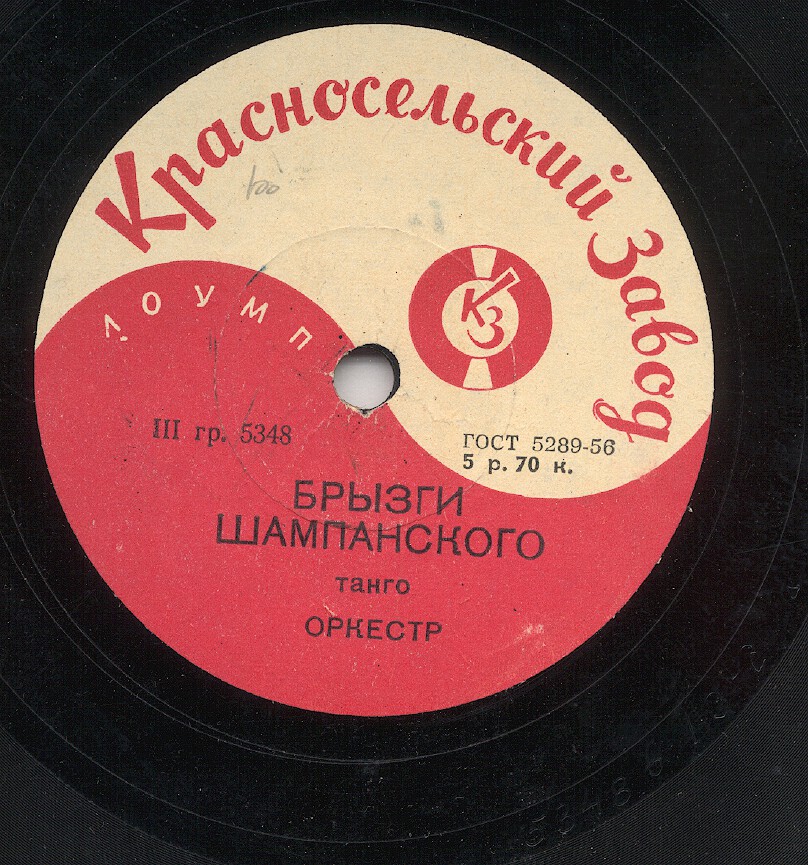 Красносельский Завод
ЛОУМП
КЗ
III гр. 5348
ГОСТ 5289-56
5 р. 70 к.
БРЫЗГИ
ШАМПАНСКОГО
танго
ОРКЕСТР